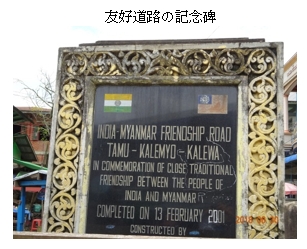 友好道路の記念碑
INDIA-MYANMAR FRIENDSHIP ROAD
TAMU - KALEMYO - KALEWA
IN COMMEMORATION OF CLOSE TRADITIONAL
FRIENDSHIP BETWEEN THE PEOPLE OF
INDIA AND MYANMAR
COMPLETED ON 13 FEBRUARY 2001
CONSTRUCTED BY